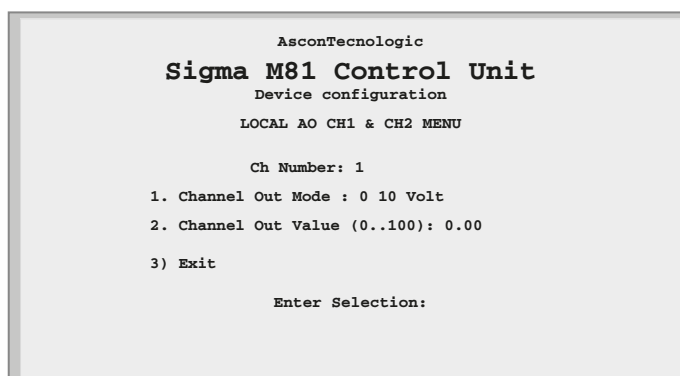 AsconTecnologic
Sigma M81 Control Unit
Device configuration
LOCAL AO CH1 & CH2 MENU
Ch Number: 1
1. Channel Out Mode : 0 10 Volt
2. Channel Out Value (0..100): 0.00
3) Exit
Enter Selection: